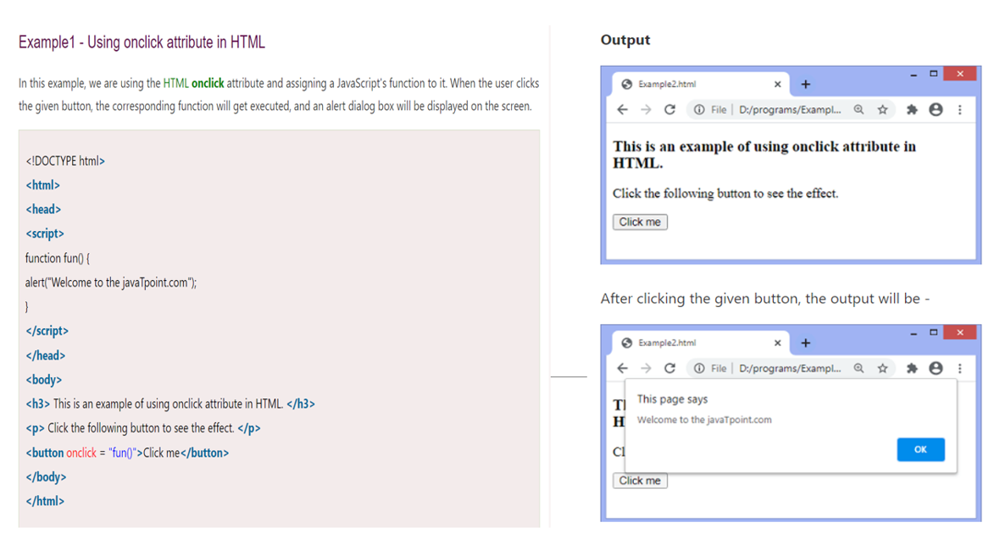 Example1 - Using onclick attribute in HTML
In this example, we are using the HTML onclick attribute and assigning a JavaScript's function to it. When the user clicks
the given button, the corresponding function will get executed, and an alert dialog box will be displayed on the screen.
<!DOCTYPE html>
<html>
<head>
<script>
function fun() {
alert("Welcome to the javaTpoint.com");
}
</script>
</head>
<body>
<h3> This is an example of using onclick attribute in HTML. </h3>
<p> Click the following button to see the effect. </p>
<button onclick = "fun()">Click me</button>
</body>
</html>
Output
Example2.html
File | D:/programs/Exampl...
This is an example of using onclick attribute in
HTML.
Click the following button to see the effect.
Click me
After clicking the given button, the output will be -
Example2.html
File | D:/programs/Exampl...
This page says
Welcome to the javaTpoint.com
OK
Click me